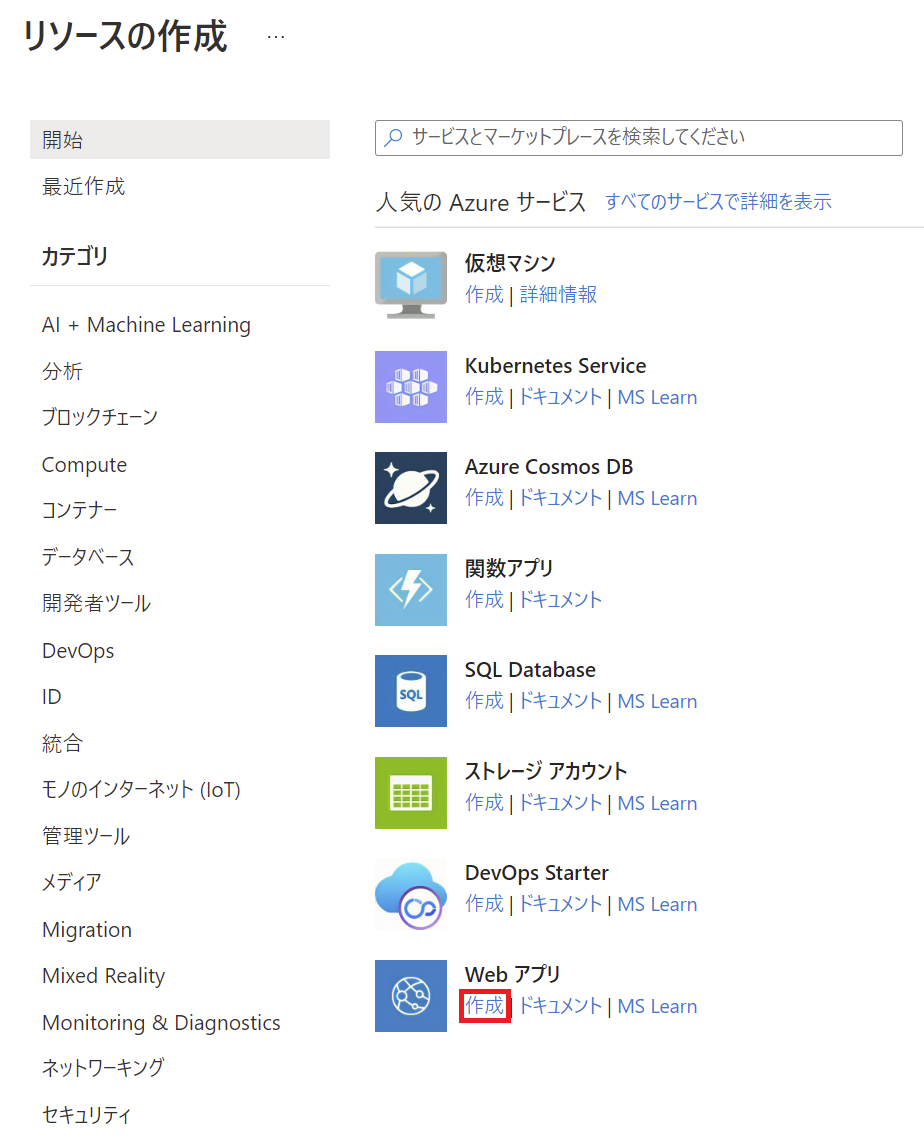 リソースの作成 …
開始
最近作成
カテゴリ
AI + Machine Learning
分析
ブロックチェーン
Compute
コンテナー
データベース
開発者ツール
DevOps
ID
統合
モノのインターネット (IoT)
管理ツール
メディア
Migration
Mixed Reality
Monitoring & Diagnostics
ネットワーキング
セキュリティ
サービスとマーケットプレースを検索してください
人気の Azure サービス すべてのサービスで詳細を表示
仮想マシン
作成 | 詳細情報
Kubernetes Service
作成 | ドキュメント | MS Learn
Azure Cosmos DB
作成 | ドキュメント | MS Learn
関数アプリ
作成 | ドキュメント
SQL
SQL Database
作成 | ドキュメント | MS Learn
ストレージ アカウント
作成 | ドキュメント | MS Learn
DevOps Starter
作成 | ドキュメント | MS Learn
Web アプリ
作成 | ドキュメント | MS Learn